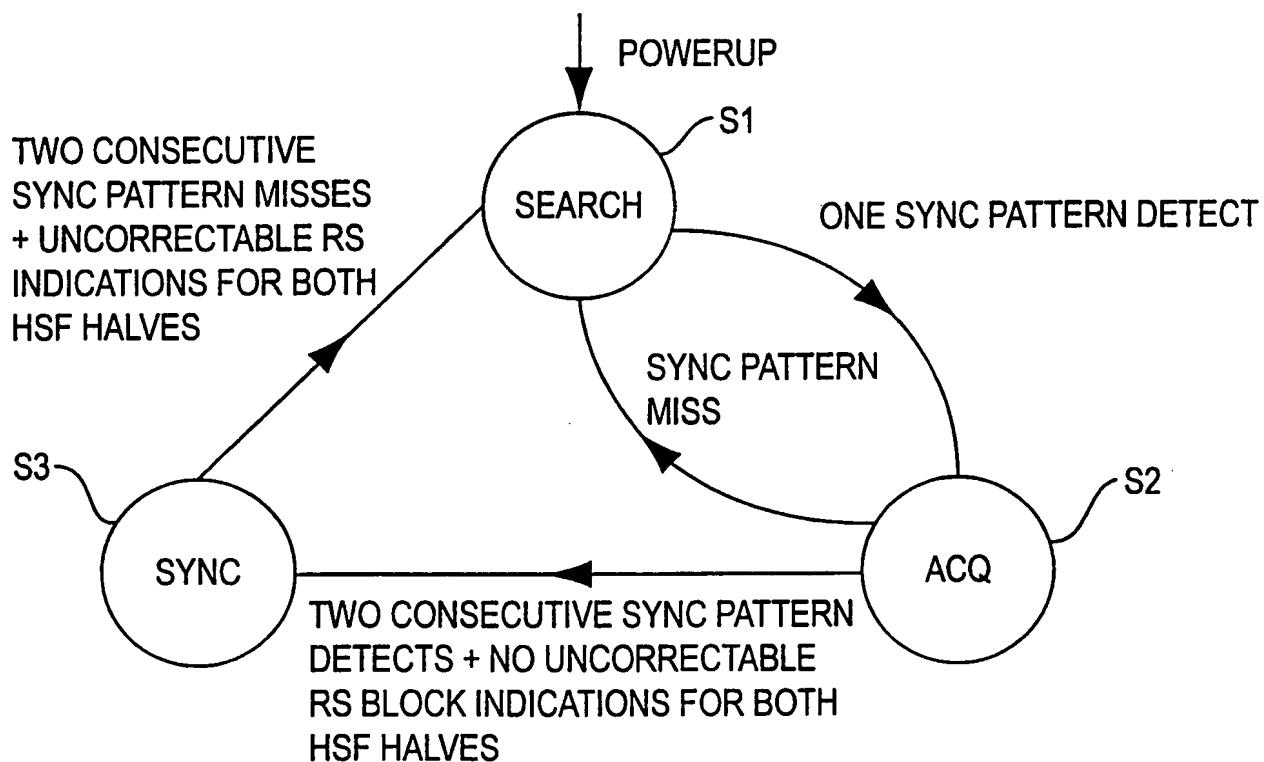 POWERUP
S1
SEARCH
TWO CONSECUTIVE
SYNC PATTERN MISSES
+ UNCORRECTABLE RS
INDICATIONS FOR BOTH
HSF HALVES
ONE SYNC PATTERN DETECT
SYNC PATTERN
MISS
S3
SYNC
S2
ACQ
TWO CONSECUTIVE SYNC PATTERN
DETECTS + NO UNCORRECTABLE
RS BLOCK INDICATIONS FOR BOTH
HSF HALVES